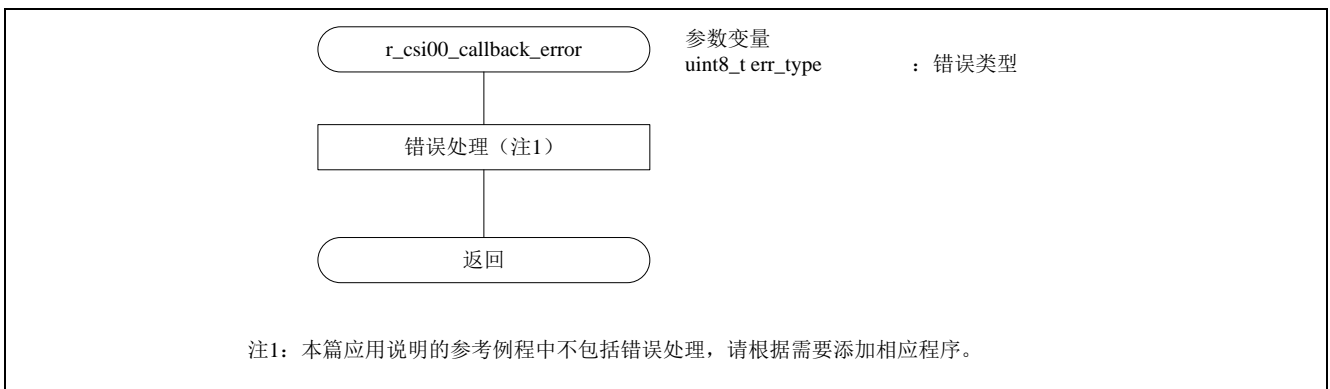 r_csi00_callback_error
参数变量
uint8_t err_type ：错误类型
错误处理（注1）
返回
注1：本篇应用说明的参考例程中不包括错误处理，请根据需要添加相应程序。